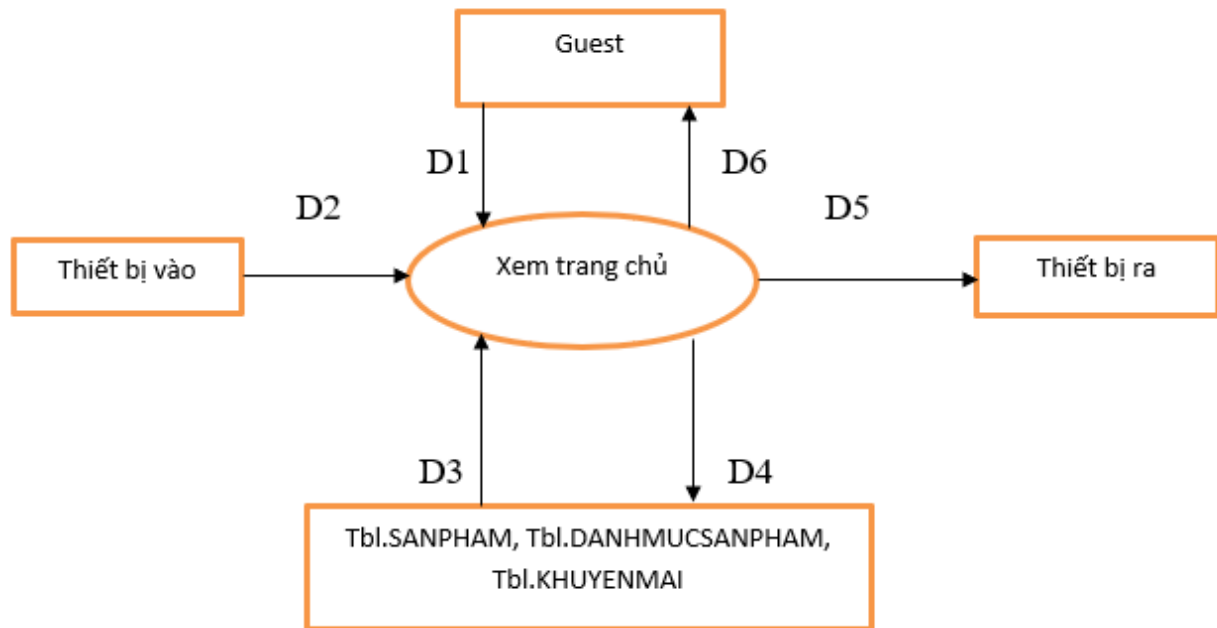 Guest
D1
D6
D2
D5
Thiết bị vào
Xem trang chủ
Thiết bị ra
D3
D4
Tbl.SANPHAM, Tbl.DANHMUCSANPHAM,
Tbl.KHUYENMAI